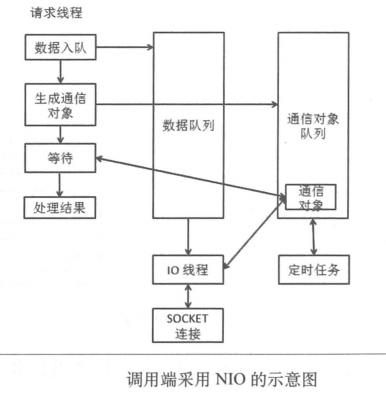 请求线程
数据入队
生成通信
对象
等待
处理结果
数据队列
通信对象
队列
通信
对象
IO 线程
定时任务
SOCKET
连接
调用端采用 NIO 的示意图